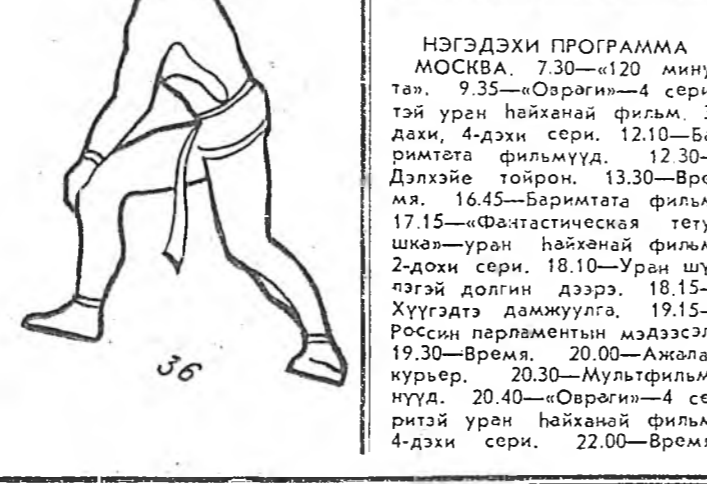 36
НЭГЭДЭХИ ПРОГРАММА
МОСКВА. 7.30—«120 мину
та». 9.35—«Овраги»—4 сери
тэй уран һайханай фильм. 3
дахи, 4-дэхи сери. 12.10—Ба
римтата фильмүүд. 12.30—
Дэлхэйе тойрон. 13.30—Вре
мя. 16.45—Баримтата фильм
17.15—«Фантастическая тету
шка»—уран һайханай фильм
2-дохи сери. 18.10—Уран шү
лэгэй долгин дээрэ. 18.15—
Хүүгэдтэ дамжуулга. 19.15—
Россин парламентын мэдээсэл
19.30—Время. 20.00—Ажала
курьер. 20.30—Мультфильм
нүүд. 20.40—«Овраги»—4 се
ритэй уран һайханай фильм
4-дэхи сери. 22.00—Время